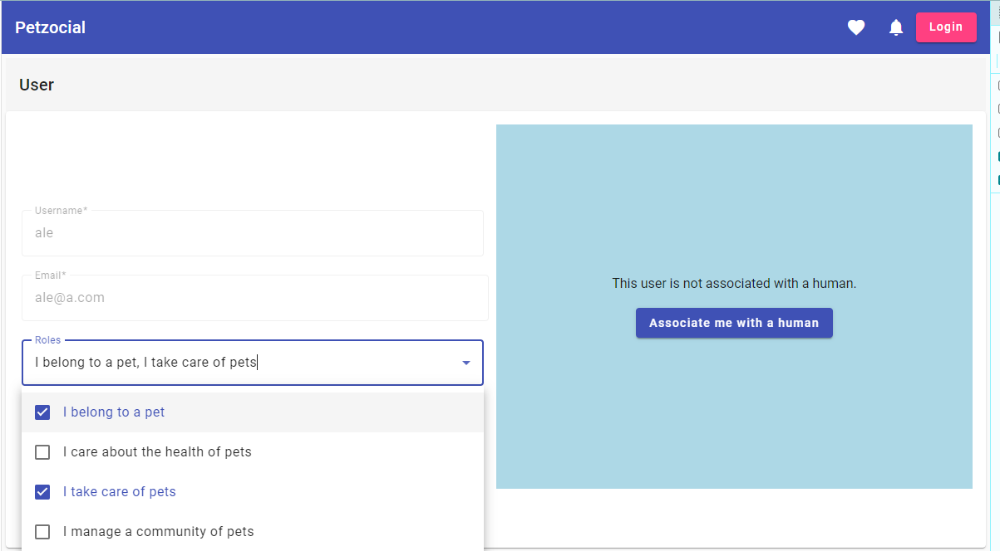 Petzocial
Login
User
Username*
ale
Email*
ale@a.com
Roles
I belong to a pet, I take care of pets
I belong to a pet
I care about the health of pets
I take care of pets
I manage a community of pets
This user is not associated with a human.
Associate me with a human